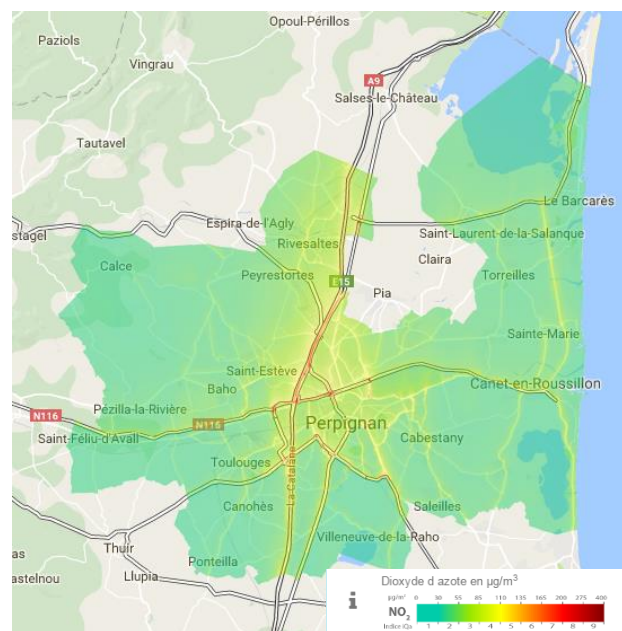 Opoul-Périllos
Paziols
Vingrau
A9
Salses-le-Château
Tautavel
Le Barcarès
Espira-de-l'Agly
stagel
Rivesaltes
Saint-Laurent-de-la-Salanque
Calce
Claira
Peyrestortes
Torreilles
E15
Pia
Sainte-Marie
Saint-Estève
Baho
Canet-en-Roussillon
Pézilla-la-Rivière
N116
N116
Perpignan
Saint-Féliu-d'Avall
Cabestany
Toulouges
La Catalane
Canohès
Saleilles
Villeneuve-de-la-Raho
Thuir
as
Ponteilla
astelnou
Llupia
Dioxyde d azote en µg/m³
i
µg/m³ 0 30 55 85 110 135 165 200 275 400
NO₂
Indice iQa 1 2 3 4 5 6 7 8 9